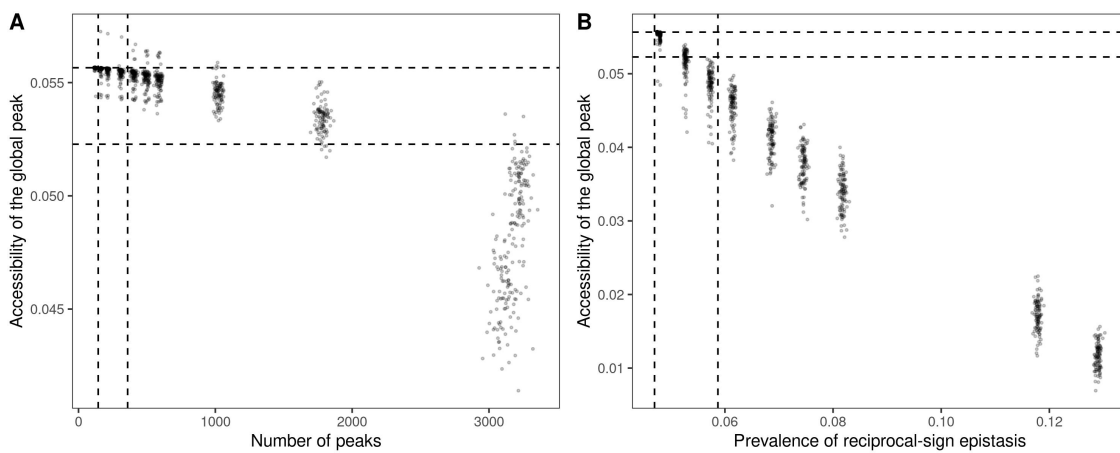 A
Accessibility of the global peak
0.055
0.050
0.045
0
1000
2000
3000
Number of peaks
B
Accessibility of the global peak
0.05
0.04
0.03
0.02
0.01
0.06
0.08
0.10
0.12
Prevalence of reciprocal-sign epistasis